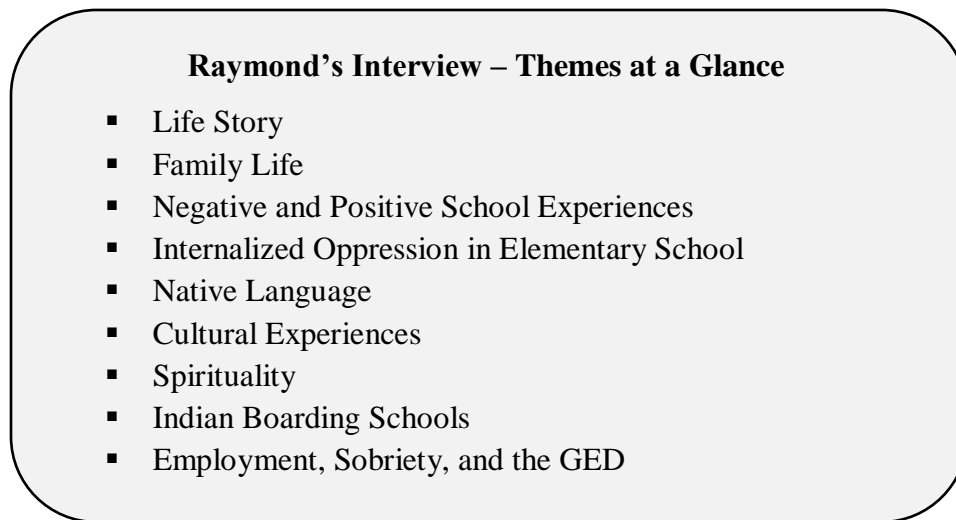 Raymond’s Interview – Themes at a Glance
▪ Life Story
▪ Family Life
▪ Negative and Positive School Experiences
▪ Internalized Oppression in Elementary School
▪ Native Language
▪ Cultural Experiences
▪ Spirituality
▪ Indian Boarding Schools
▪ Employment, Sobriety, and the GED